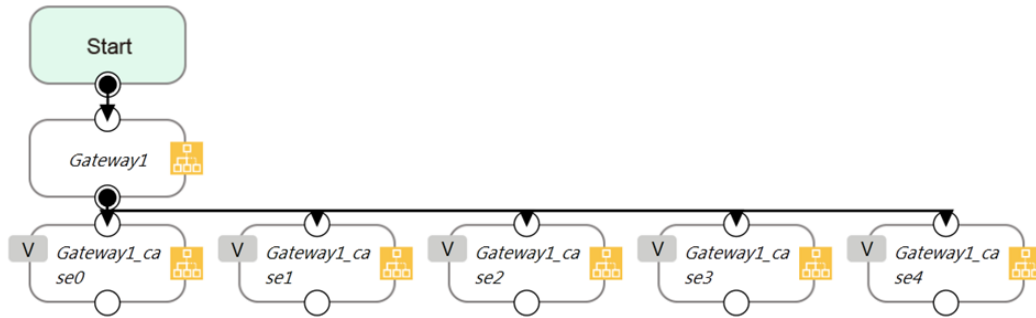 Start
Gateway1
V
Gateway1_ca
se0
V
Gateway1_ca
se1
V
Gateway1_ca
se2
V
Gateway1_ca
se3
V
Gateway1_ca
se4